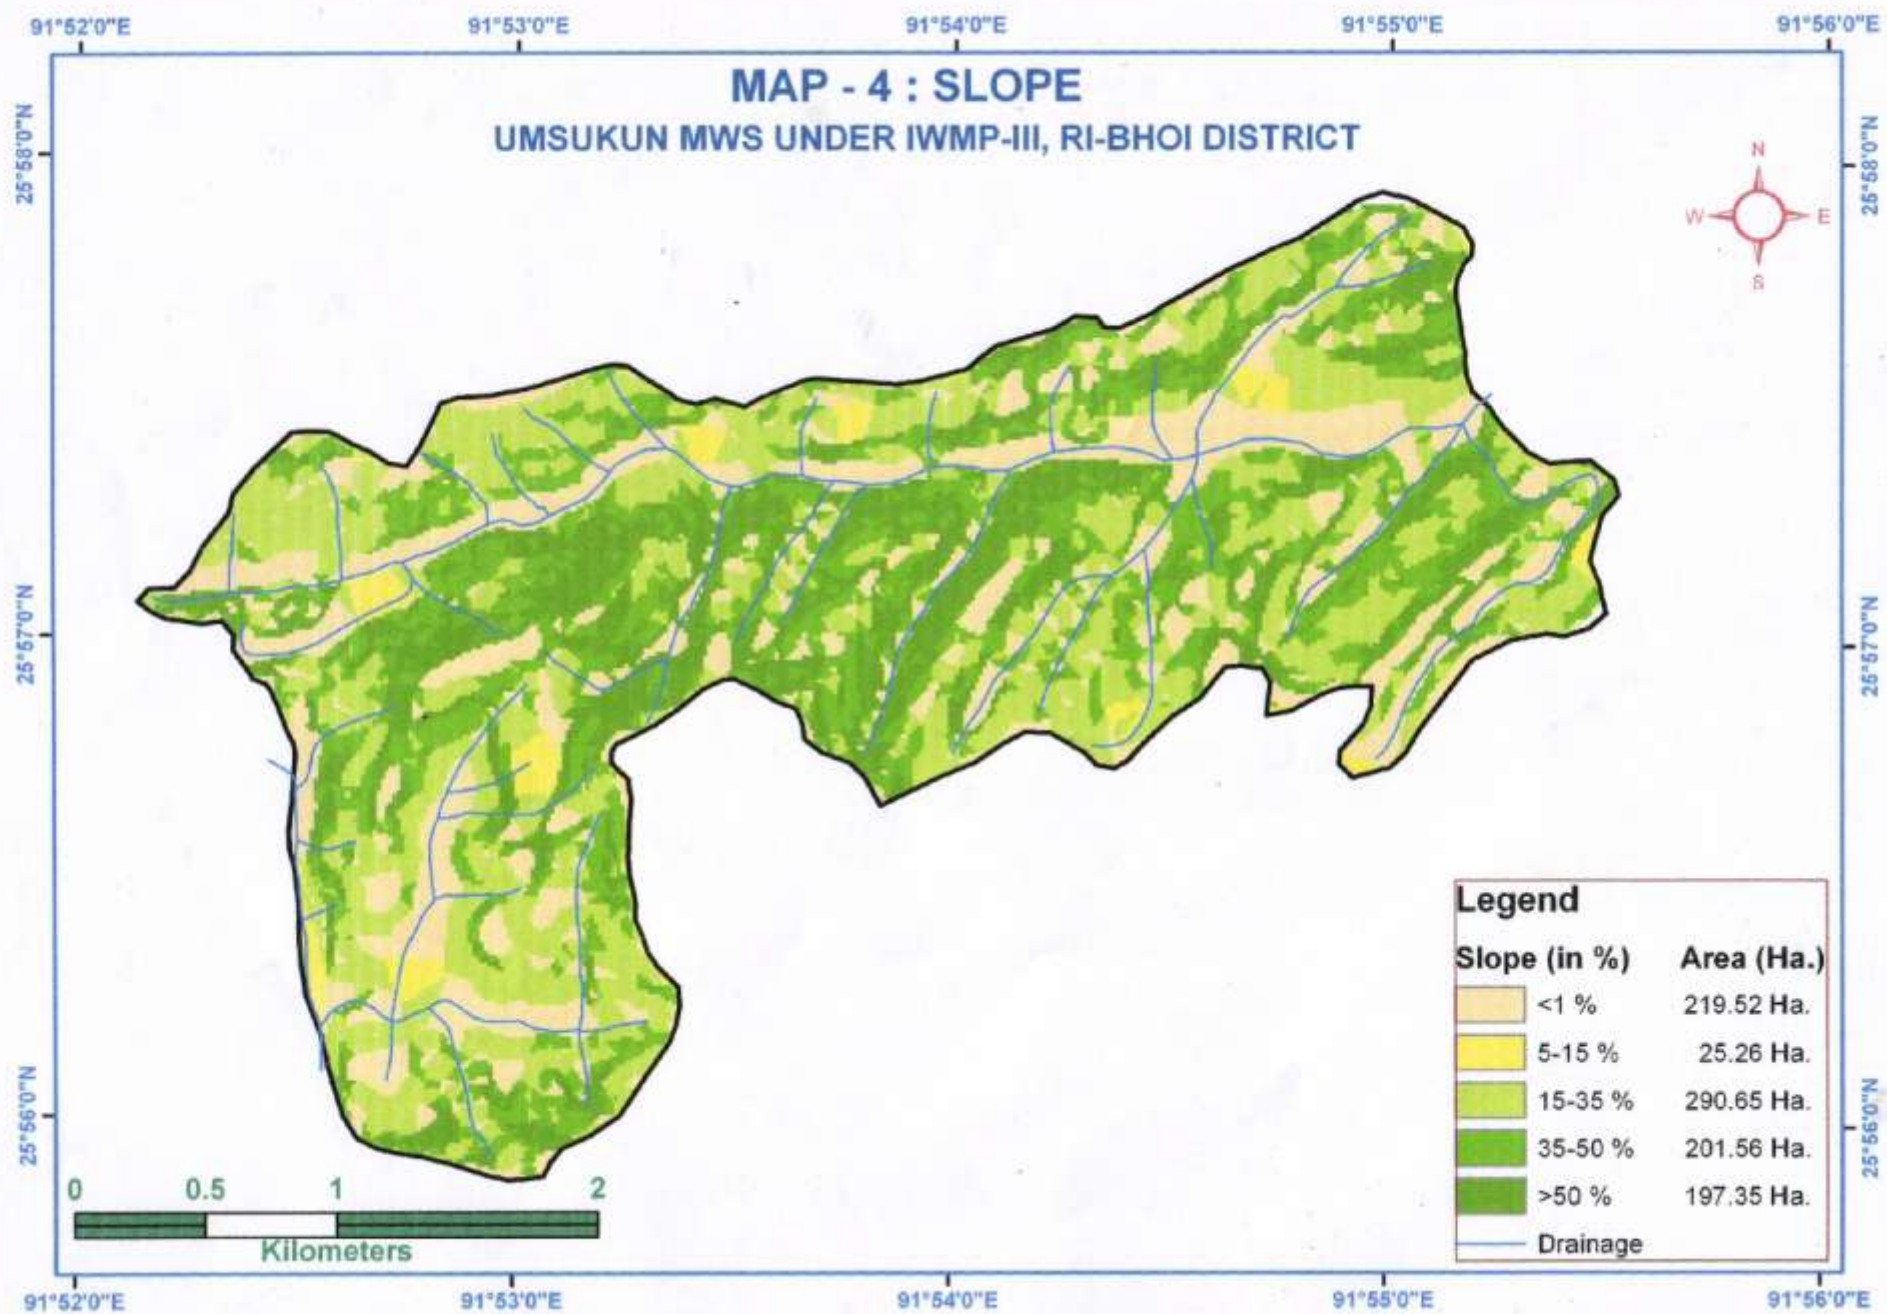 91°52'0"E 91°53'0"E 91°54'0"E 91°55'0"E 91°56'0"E
MAP - 4 : SLOPE
UMSUKUN MWS UNDER IWMP-III, RI-BHOI DISTRICT
25°58'0"N
25°58'0"N
N
W E
S
25°57'0"N
25°57'0"N
25°56'0"N
25°56'0"N
Legend
Slope (in %) Area (Ha.)
<1 % 219.52 Ha.
5-15 % 25.26 Ha.
15-35 % 290.65 Ha.
35-50 % 201.56 Ha.
>50 % 197.35 Ha.
Drainage
0 0.5 1 2
Kilometers
91°52'0"E 91°53'0"E 91°54'0"E 91°55'0"E 91°56'0"E